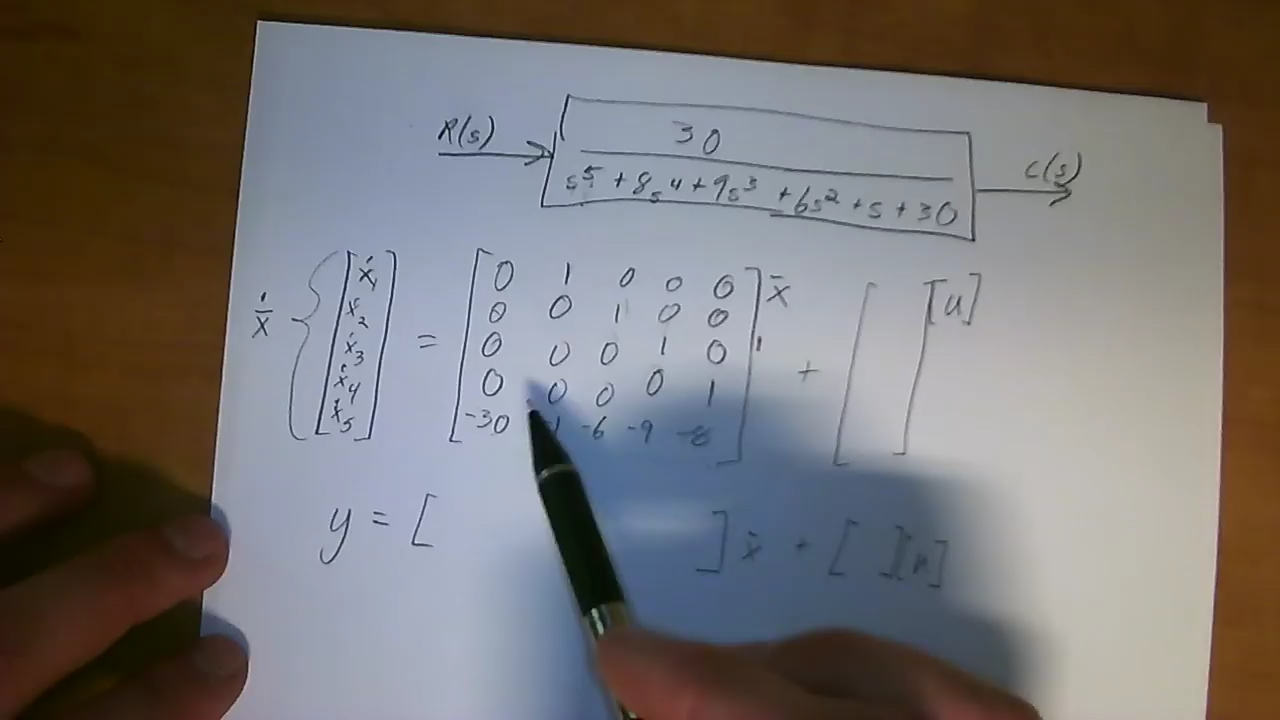 R(s) 30 C(s)
s⁵ + 8s⁴ + 9s³ + 6s² + s + 30
ẋ₁ 0 1 0 0 0 x̄ [u]
ẋ₂ 0 0 1 0 0
ẋ̄ ẋ₃ = 0 0 0 1 0 +
ẋ₄ 0 0 0 0 1
ẋ₅ -30 -1 -6 -9 -8
y = [ ] x̄ + [ ][u]